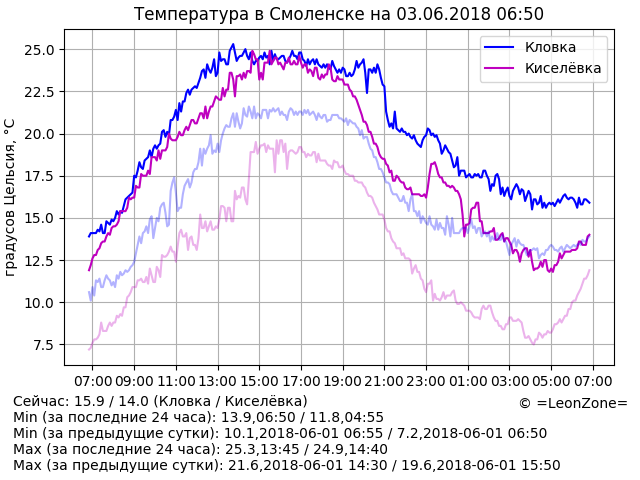 Температура в Смоленске на 03.06.2018 06:50
25.0
22.5
20.0
17.5
15.0
12.5
10.0
7.5
градусов Цельсия, °C
Кловка
Киселёвка
07:00 09:00 11:00 13:00 15:00 17:00 19:00 21:00 23:00 01:00 03:00 05:00 07:00
Сейчас: 15.9 / 14.0 (Кловка / Киселёвка)
© =LeonZone=
Min (за последние 24 часа): 13.9,06:50 / 11.8,04:55
Min (за предыдущие сутки): 10.1,2018-06-01 06:55 / 7.2,2018-06-01 06:50
Max (за последние 24 часа): 25.3,13:45 / 24.9,14:40
Max (за предыдущие сутки): 21.6,2018-06-01 14:30 / 19.6,2018-06-01 15:50